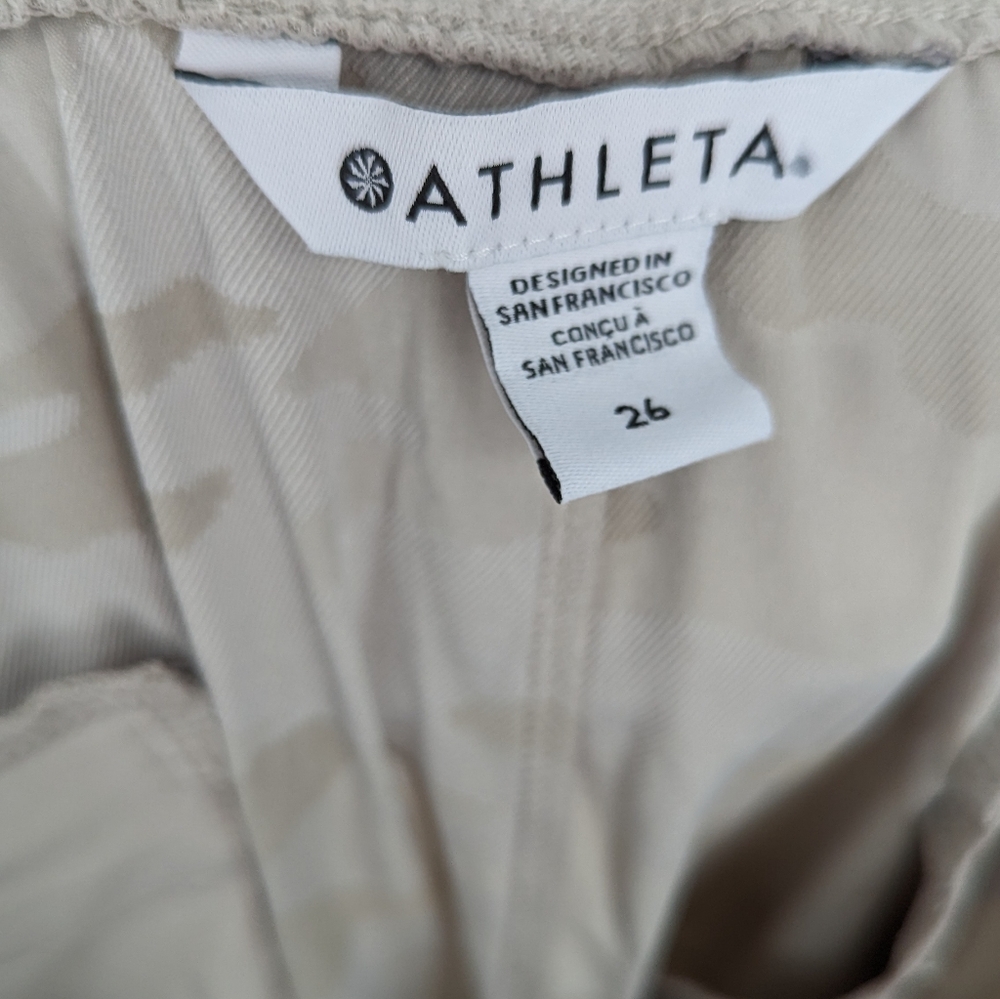 ATHLETA
DESIGNED IN
SAN FRANCISCO
CONÇU À
SAN FRANCISCO
26